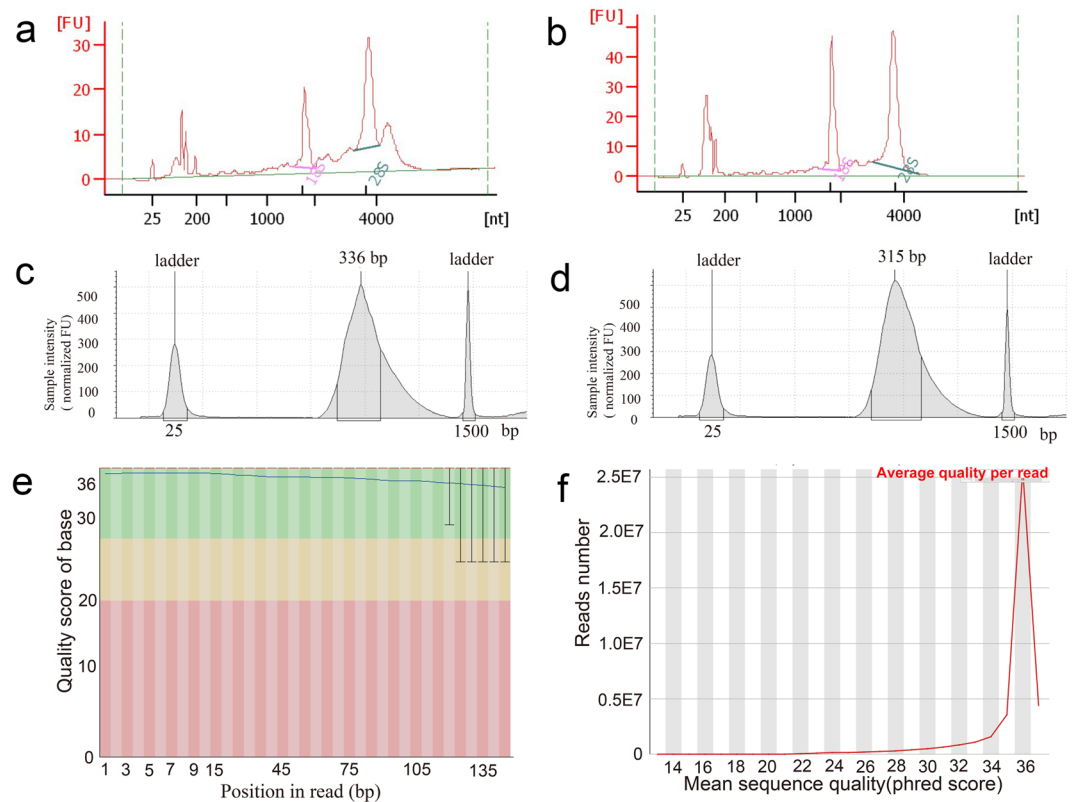 a
[FU]
30
20
10
0
18S
28S
25 200 1000 4000 [nt]
b
[FU]
40
30
20
10
0
18S
28S
25 200 1000 4000 [nt]
c
ladder 336 bp ladder
Sample intensity
( normalized FU)
500
400
300
200
100
0
25 1500 bp
d
ladder 315 bp ladder
Sample intensity
( normalized FU)
500
400
300
200
100
0
25 1500 bp
e
Quality score of base
36
30
20
10
0
1 3 5 7 9 15 45 75 105 135
Position in read (bp)
f
Average quality per read
Reads number
2.5E7
2.0E7
1.5E7
1.0E7
0.5E7
0
14 16 18 20 22 24 26 28 30 32 34 36
Mean sequence quality(phred score)